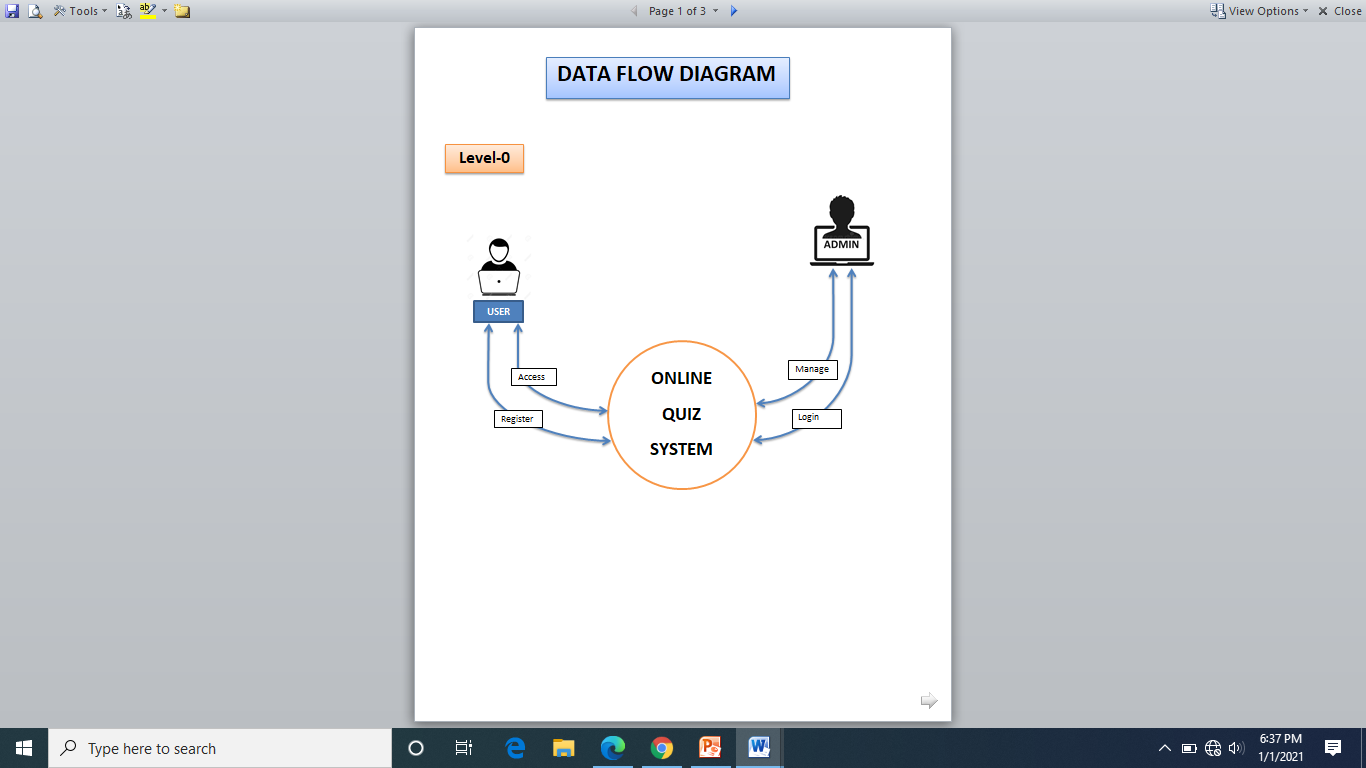 Tools
Page 1 of 3
View Options
Close
DATA FLOW DIAGRAM
Level-0
ADMIN
USER
Access
Register
ONLINE
QUIZ
SYSTEM
Manage
Login
Type here to search
6:37 PM
1/1/2021